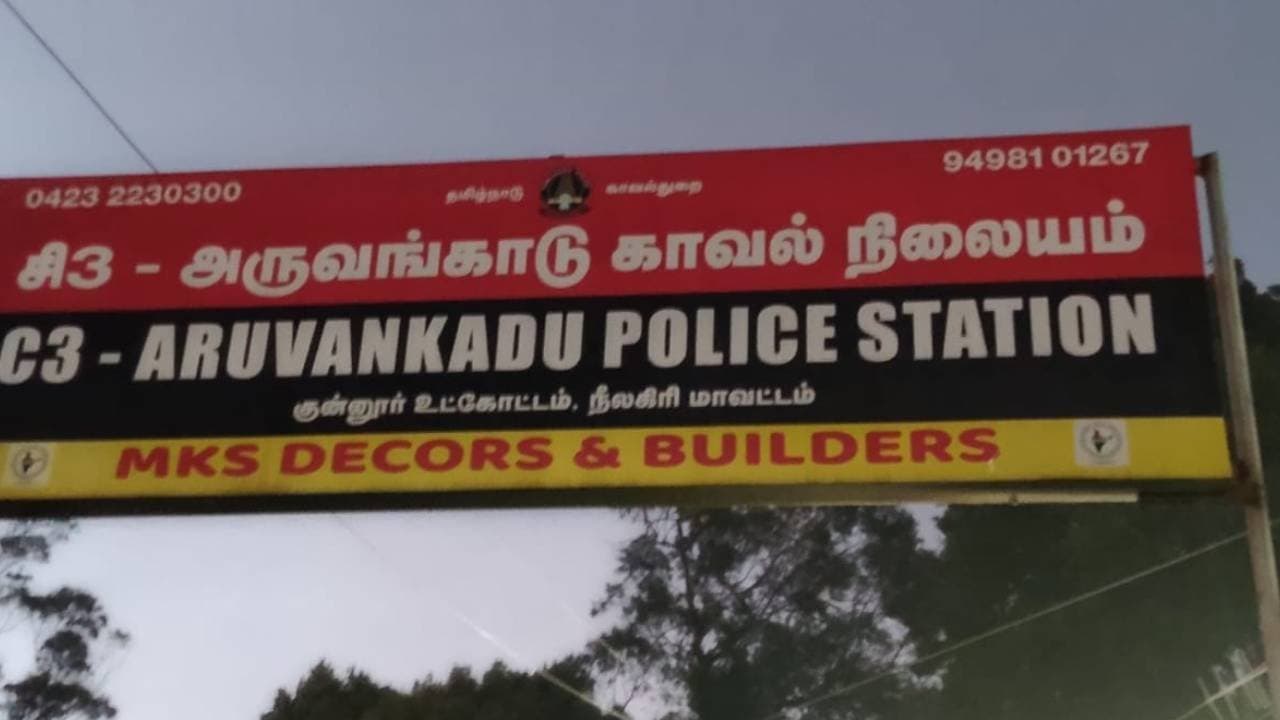 0423 2230300 தமிழ்நாடு காவல்துறை 94981 01267
சி3 - அருவங்காடு காவல் நிலையம்
C3 - ARUVANKADU POLICE STATION
குன்னூர் உட்கோட்டம், நீலகிரி மாவட்டம்
MKS DECORS & BUILDERS